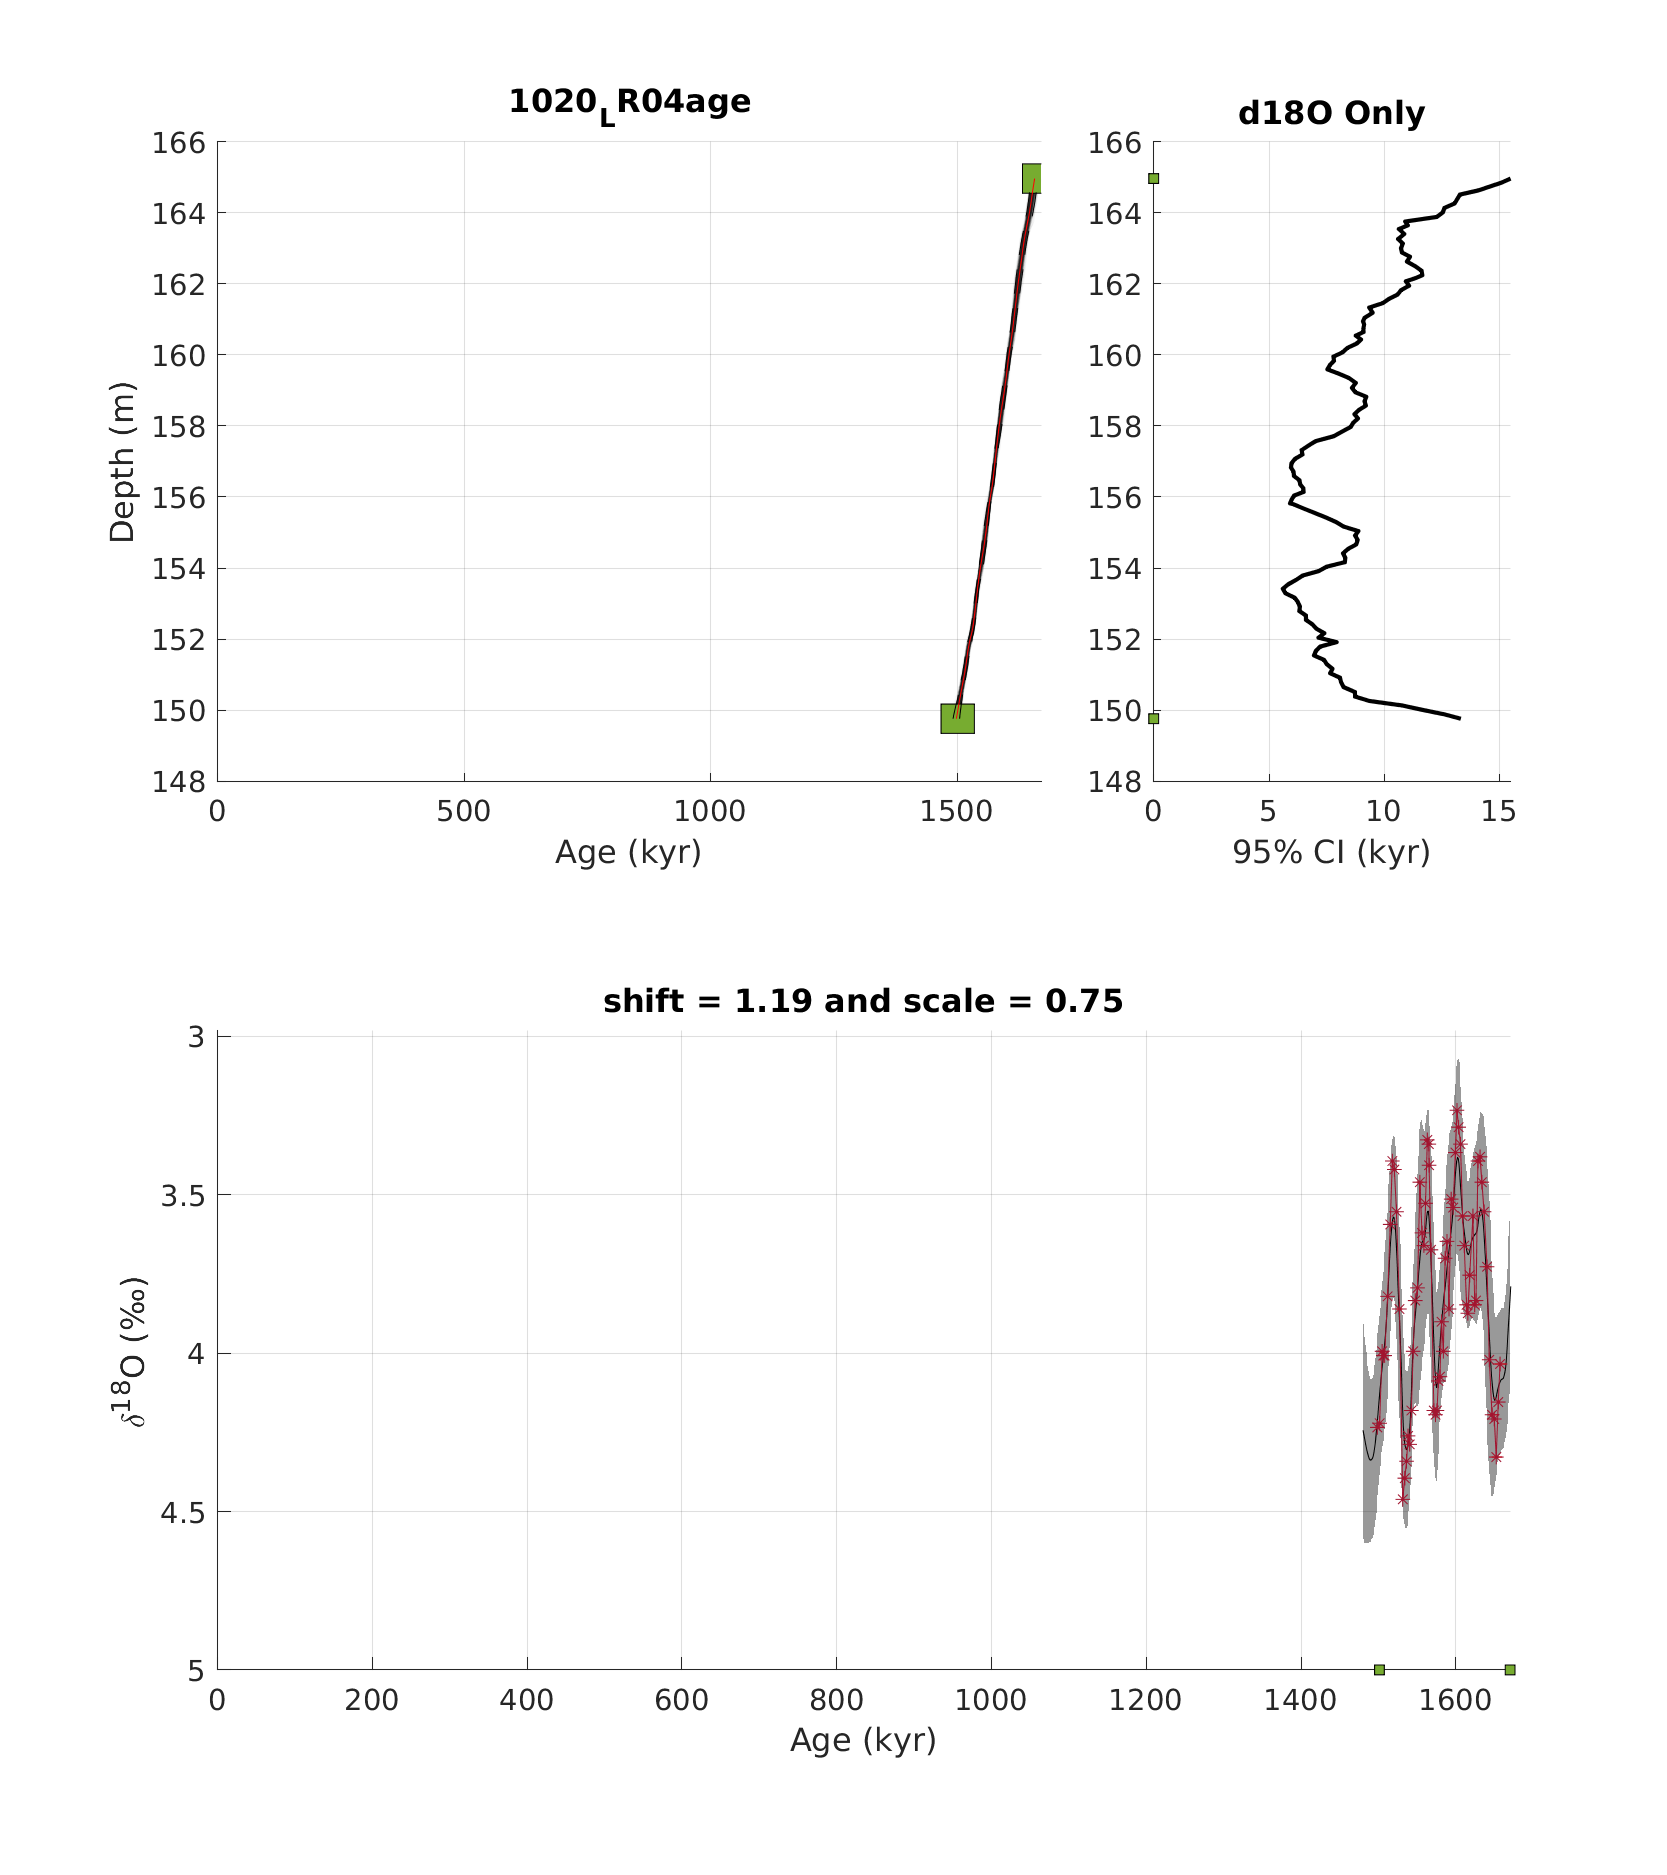 1020LR04age
d18O Only
166
164
162
160
158
156
154
152
150
148
Depth (m)
0 500 1000 1500
Age (kyr)
166
164
162
160
158
156
154
152
150
148
0 5 10 15
95% CI (kyr)
shift = 1.19 and scale = 0.75
3
3.5
4
4.5
5
δ18O (‰)
0 200 400 600 800 1000 1200 1400 1600
Age (kyr)